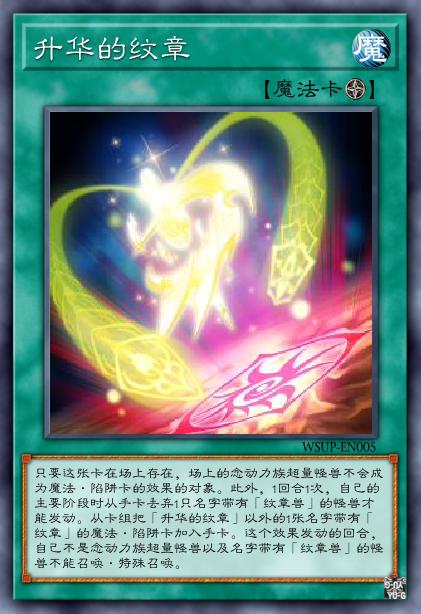 升华的纹章
魔
【魔法卡】
WSUP-EN005
只要这张卡在场上存在，场上的念动力族超量怪兽不会成
为魔法·陷阱卡的效果的对象。此外，1回合1次，自己的
主要阶段时从手卡丢弃1只名字带有「纹章兽」的怪兽才
能发动。从卡组把「升华的纹章」以外的1张名字带有「
纹章」的魔法·陷阱卡加入手卡。这个效果发动的回合，
自己不是念动力族超量怪兽以及名字带有「纹章兽」的怪
兽不能召唤·特殊召唤。